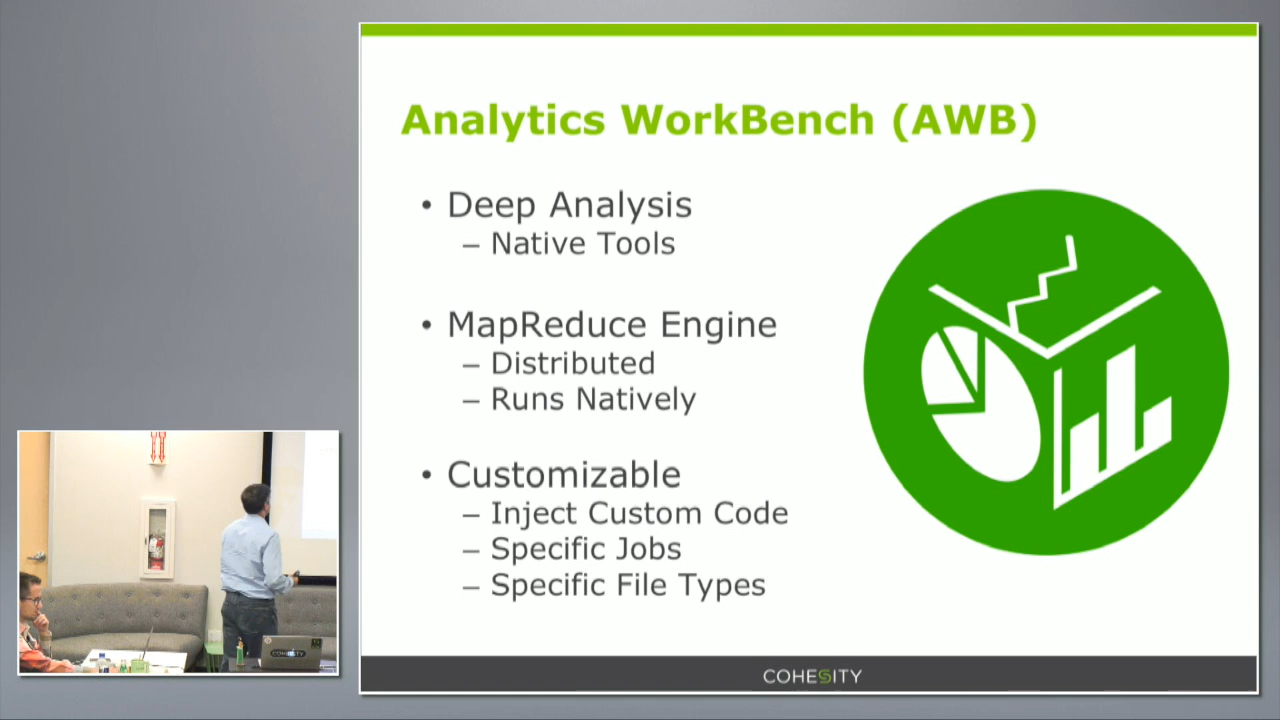 Analytics WorkBench (AWB)
• Deep Analysis
– Native Tools
• MapReduce Engine
– Distributed
– Runs Natively
• Customizable
– Inject Custom Code
– Specific Jobs
– Specific File Types
COHESITY
COHESITY